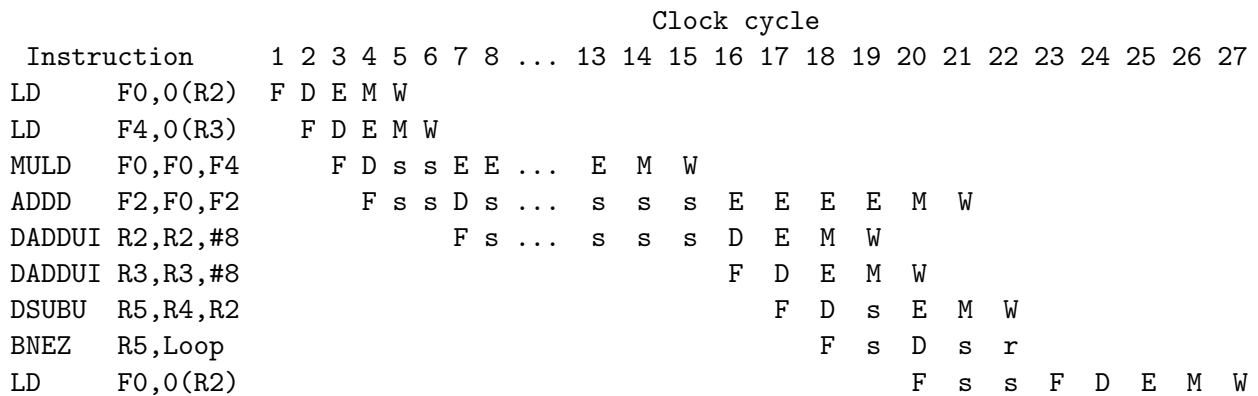 Clock cycle
Instruction 1 2 3 4 5 6 7 8 ... 13 14 15 16 17 18 19 20 21 22 23 24 25 26 27
LD F0,0(R2) F D E M W
LD F4,0(R3) F D E M W
MULD F0,F0,F4 F D s s E E ... E M W
ADDD F2,F0,F2 F s s D s ... s s s E E E E M W
DADDUI R2,R2,#8 F s ... s s s D E M W
DADDUI R3,R3,#8 F D E M W
DSUBU R5,R4,R2 F D s E M W
BNEZ R5,Loop F s D s r
LD F0,0(R2) F s s F D E M W